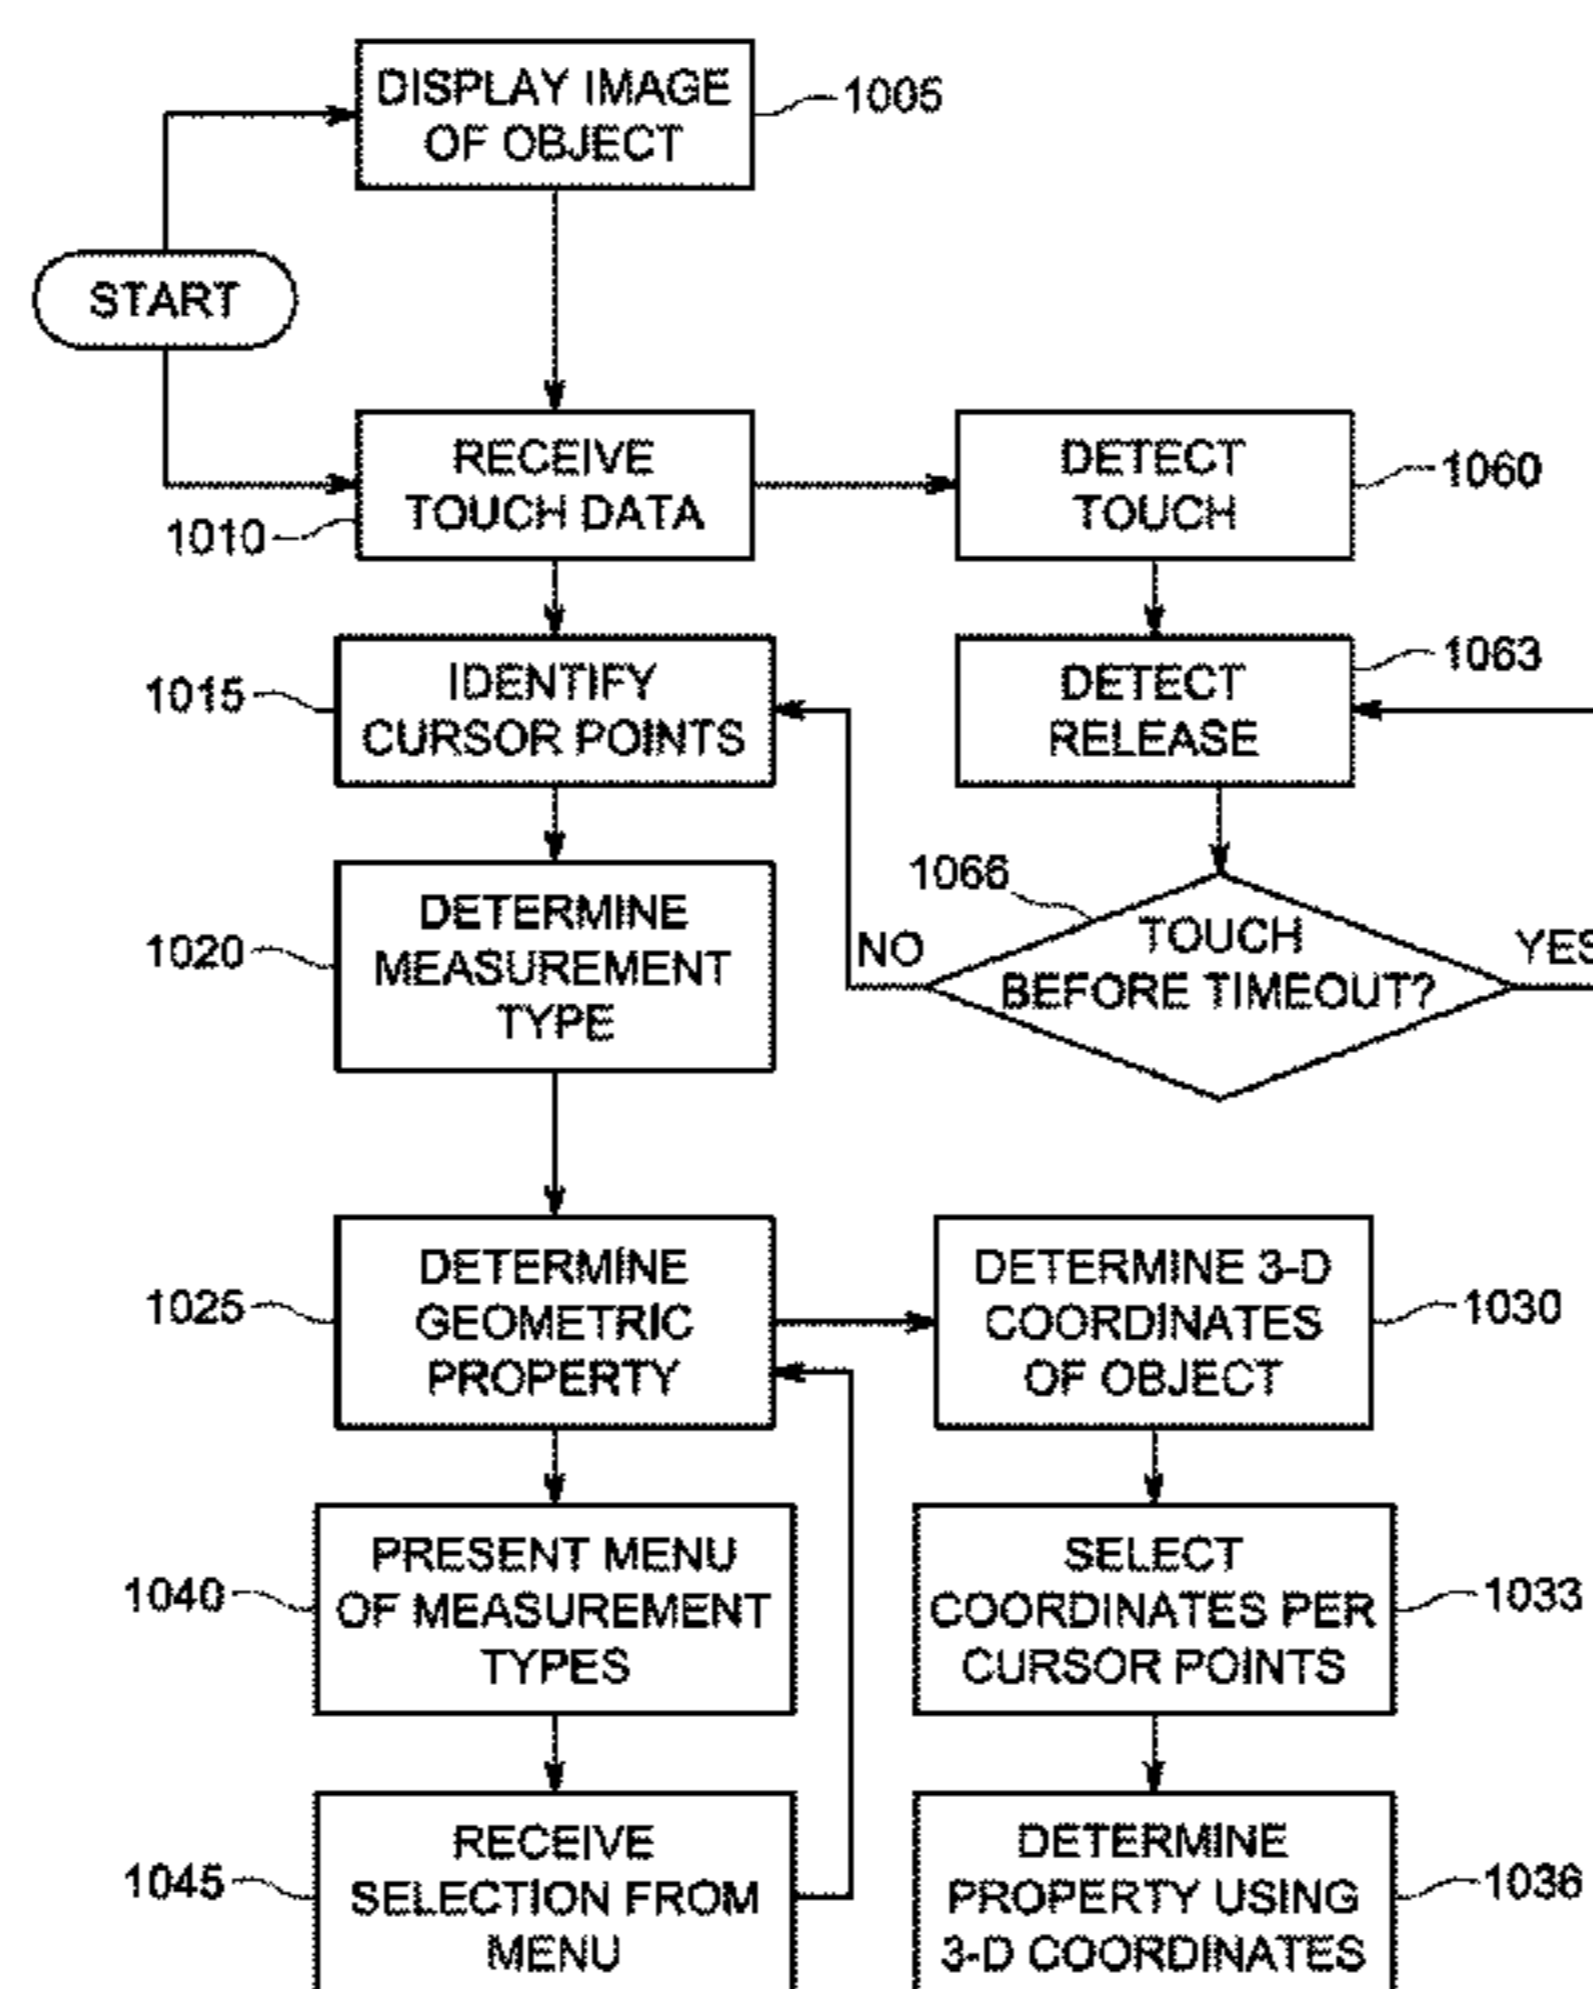 DISPLAY IMAGE
OF OBJECT
1005
START
RECEIVE
TOUCH DATA
1010
DETECT
TOUCH
1060
IDENTIFY
CURSOR POINTS
1015
DETECT
RELEASE
1063
DETERMINE
MEASUREMENT
TYPE
1020
1066
TOUCH
BEFORE TIMEOUT?
NO
YES
DETERMINE
GEOMETRIC
PROPERTY
1025
DETERMINE 3-D
COORDINATES
OF OBJECT
1030
PRESENT MENU
OF MEASUREMENT
TYPES
1040
SELECT
COORDINATES PER
CURSOR POINTS
1033
RECEIVE
SELECTION FROM
MENU
1045
DETERMINE
PROPERTY USING
3-D COORDINATES
1036